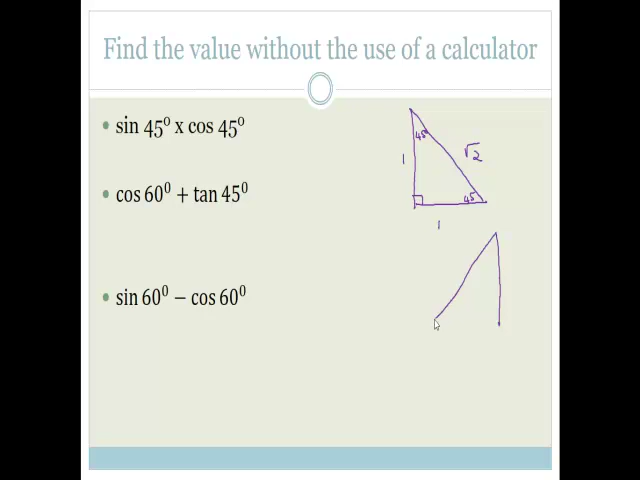 Find the value without the use of a calculator
• sin 45⁰ x cos 45⁰
• cos 60⁰ + tan 45⁰
• sin 60⁰ − cos 60⁰
45°
1
√2
45°
1